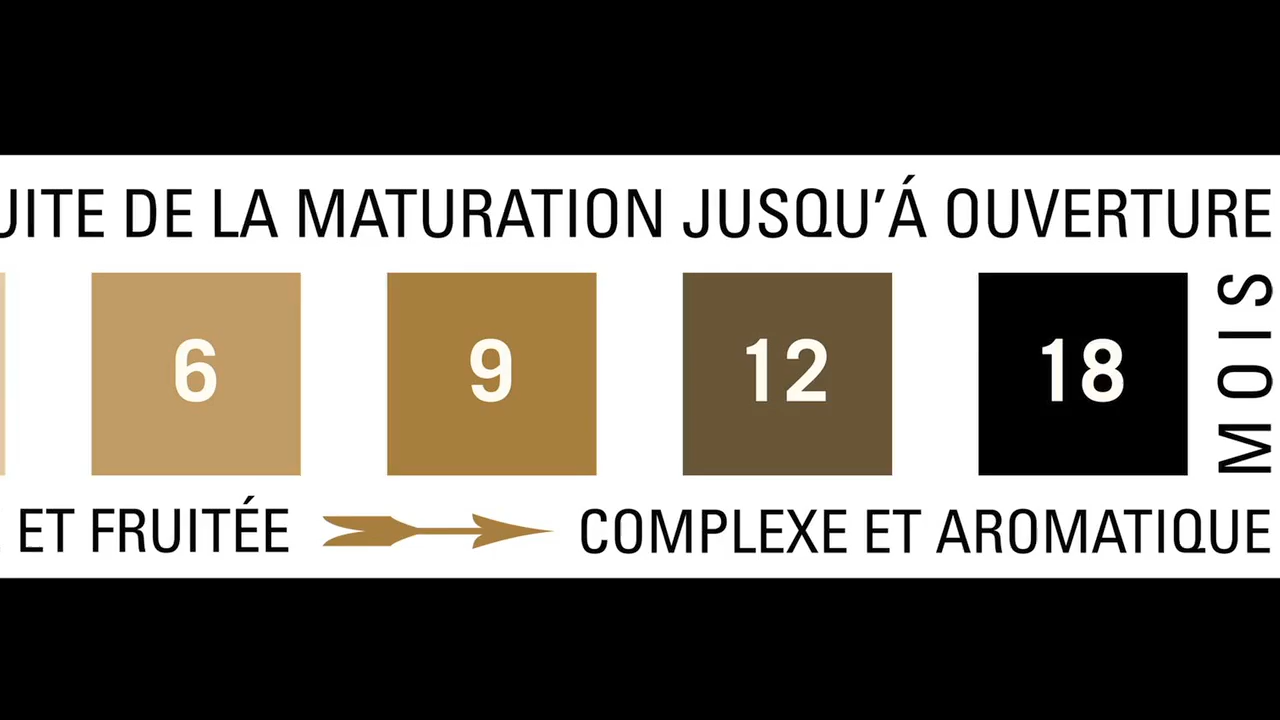 UITE DE LA MATURATION JUSQU’Á OUVERTURE
6 9 12 18
MOIS
ET FRUITÉE COMPLEXE ET AROMATIQUE